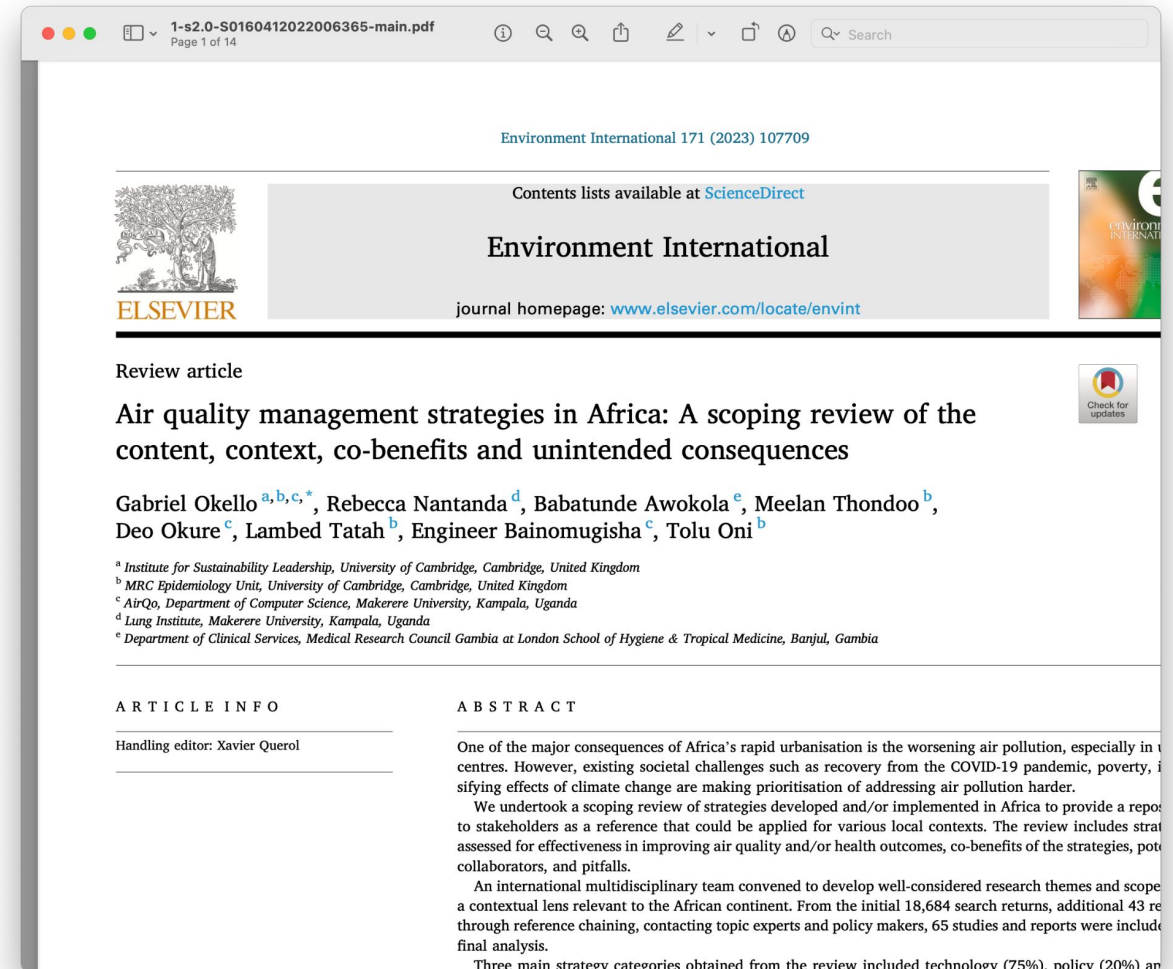 1-s2.0-S0160412022006365-main.pdf
Page 1 of 14
Search
Environment International 171 (2023) 107709
Contents lists available at ScienceDirect
Environment International
journal homepage: www.elsevier.com/locate/envint
ELSEVIER
Review article
Check for
updates
Air quality management strategies in Africa: A scoping review of the
content, context, co-benefits and unintended consequences
Gabriel Okello a,b,c,*, Rebecca Nantanda d, Babatunde Awokola e, Meelan Thondoo b,
Deo Okure c, Lambed Tatah b, Engineer Bainomugisha c, Tolu Oni b
a Institute for Sustainability Leadership, University of Cambridge, Cambridge, United Kingdom
b MRC Epidemiology Unit, University of Cambridge, Cambridge, United Kingdom
c AirQo, Department of Computer Science, Makerere University, Kampala, Uganda
d Lung Institute, Makerere University, Kampala, Uganda
e Department of Clinical Services, Medical Research Council Gambia at London School of Hygiene & Tropical Medicine, Banjul, Gambia
ARTICLE INFO
Handling editor: Xavier Querol
ABSTRACT
One of the major consequences of Africa's rapid urbanisation is the worsening air pollution, especially in
centres. However, existing societal challenges such as recovery from the COVID-19 pandemic, poverty,
sifying effects of climate change are making prioritisation of addressing air pollution harder.
We undertook a scoping review of strategies developed and/or implemented in Africa to provide a repos
to stakeholders as a reference that could be applied for various local contexts. The review includes strat
assessed for effectiveness in improving air quality and/or health outcomes, co-benefits of the strategies, pot
collaborators, and pitfalls.
An international multidisciplinary team convened to develop well-considered research themes and scope
a contextual lens relevant to the African continent. From the initial 18,684 search returns, additional 43 re
through reference chaining, contacting topic experts and policy makers, 65 studies and reports were include
final analysis.
Three main strategy categories obtained from the review included technology (75%), policy (20%) an